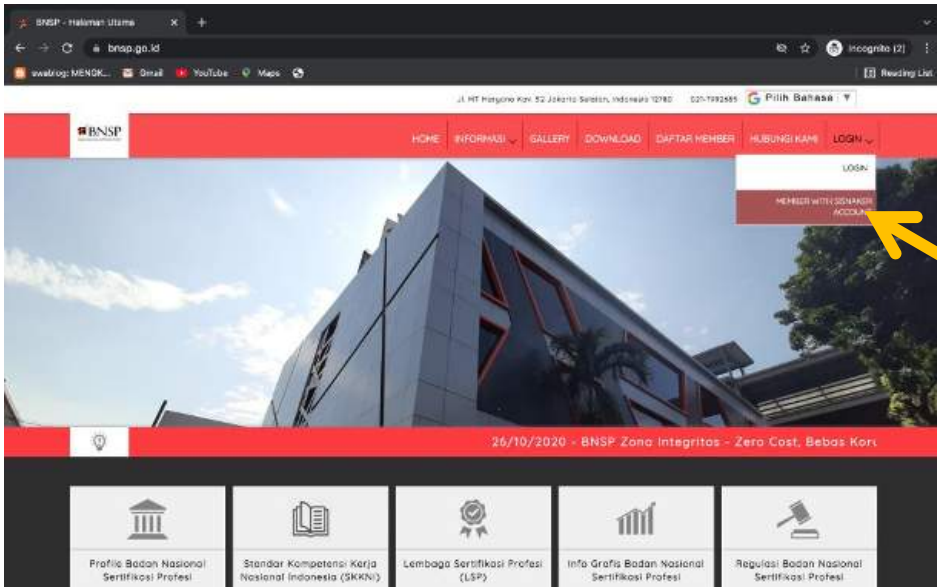 BNSP - Halaman Utama
bnsp.go.id
Incognito (2)
Gmail YouTube Maps Reading List
Jl. MT Haryono Kav. 52 Jakarta Selatan, Indonesia 12780
G Pilih Bahasa ▼
BNSP
HOME INFORMASI GALLERY DOWNLOAD DAFTAR MEMBER HUBUNGI KAMI LOGIN
LOGIN
MEMBER WITH SISNAKER
ACCOUNT
26/10/2020 - BNSP Zona Integritas - Zero Cost, Bebas Koru
Profile Badan Nasional
Sertifikasi Profesi
Standar Kompetensi Kerja
Nasional Indonesia (SKKNI)
Lembaga Sertifikasi Profesi
(LSP)
Info Grafis Badan Nasional
Sertifikasi Profesi
Regulasi Badan Nasional
Sertifikasi Profesi